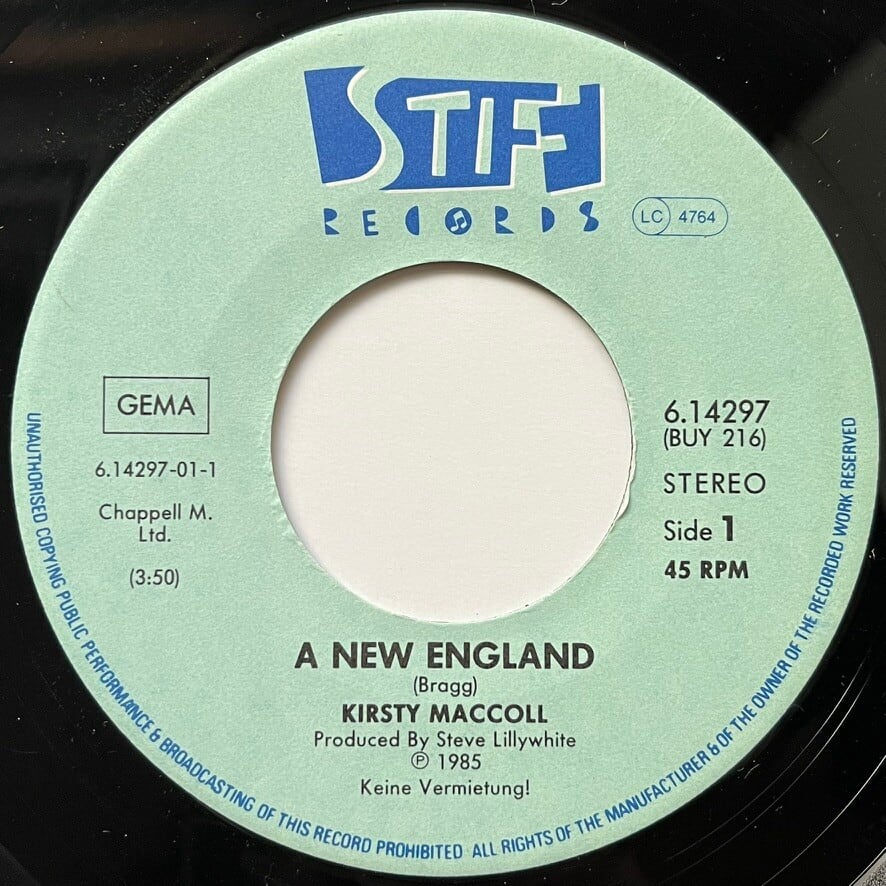 STIFF
RECORDS
LC 4764
GEMA
6.14297-01-1
Chappell M.
Ltd.
(3:50)
6.14297
(BUY 216)
STEREO
Side 1
45 RPM
A NEW ENGLAND
(Bragg)
KIRSTY MACCOLL
Produced By Steve Lillywhite
℗ 1985
Keine Vermietung!
UNAUTHORISED COPYING PUBLIC PERFORMANCE & BROADCASTING OF THIS RECORD PROHIBITED ALL RIGHTS OF THE MANUFACTURER & OF THE OWNER OF THE RECORDED WORK RESERVED